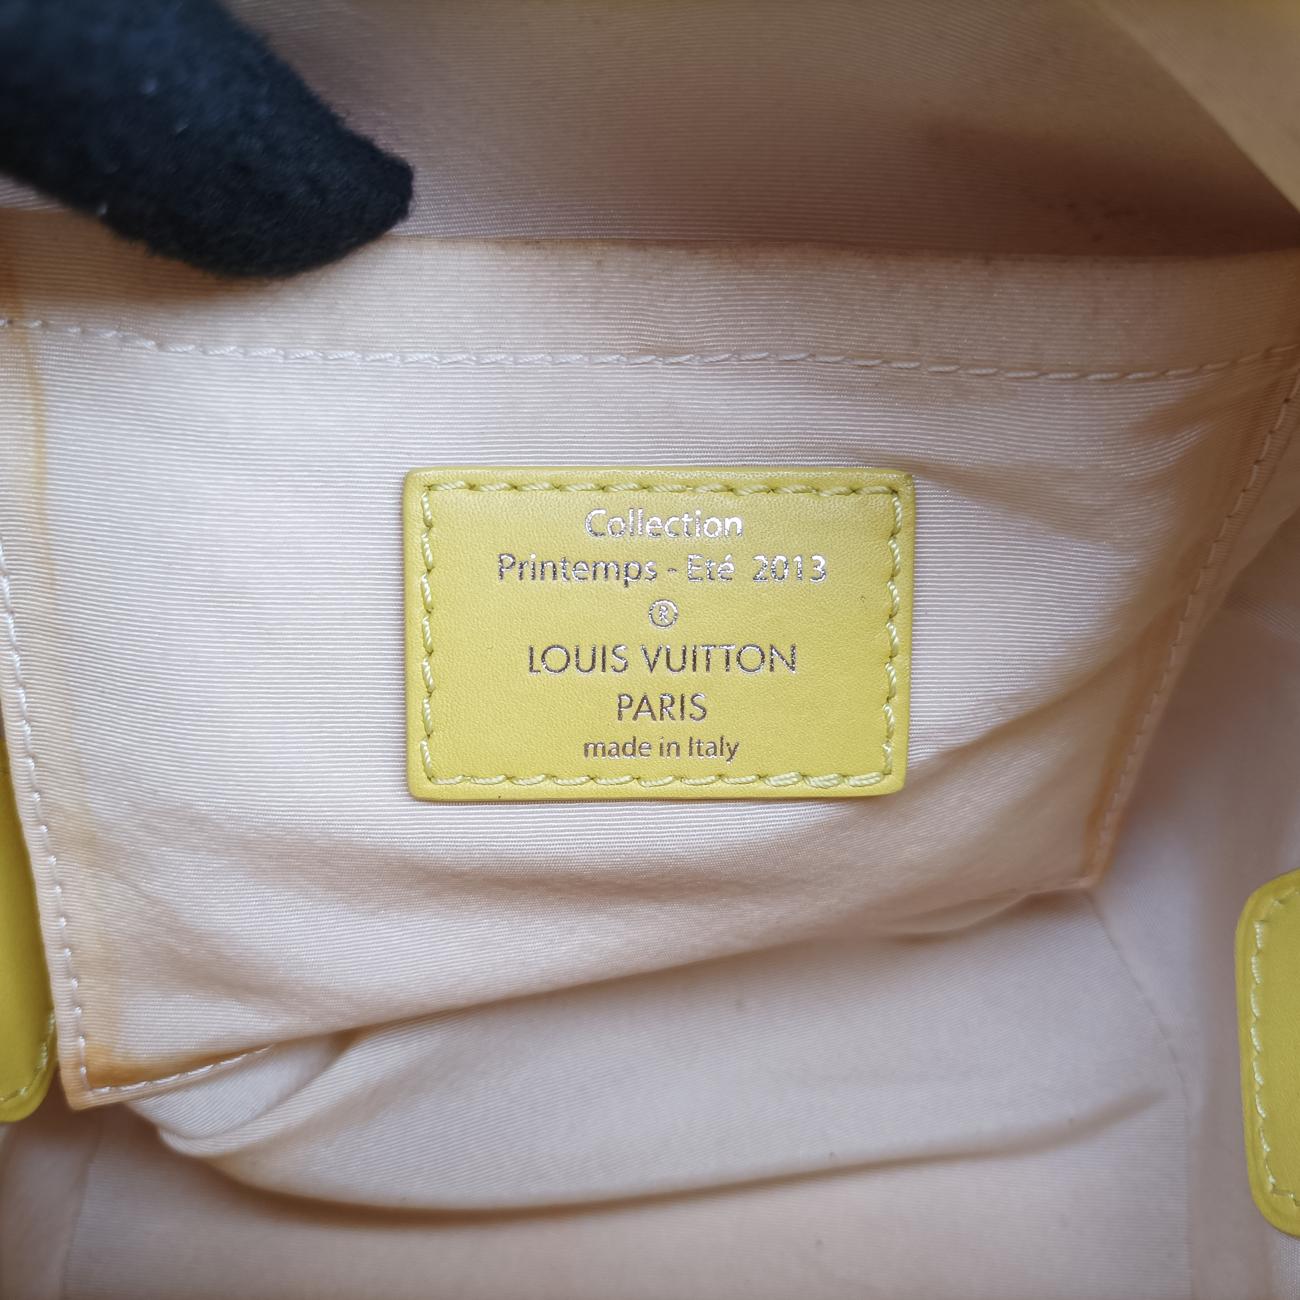 Collection
Printemps - Eté 2013
®
LOUIS VUITTON
PARIS
made in Italy